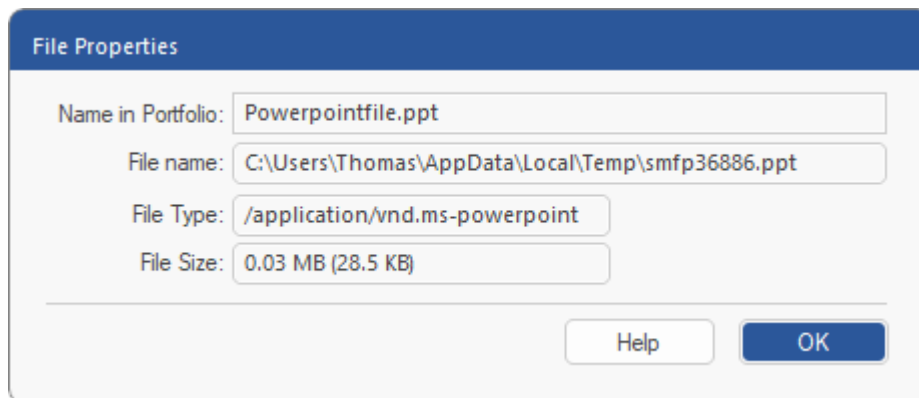 File Properties
Name in Portfolio: Powerpointfile.ppt
File name: C:\Users\Thomas\AppData\Local\Temp\smfp36886.ppt
File Type: /application/vnd.ms-powerpoint
File Size: 0.03 MB (28.5 KB)
Help OK